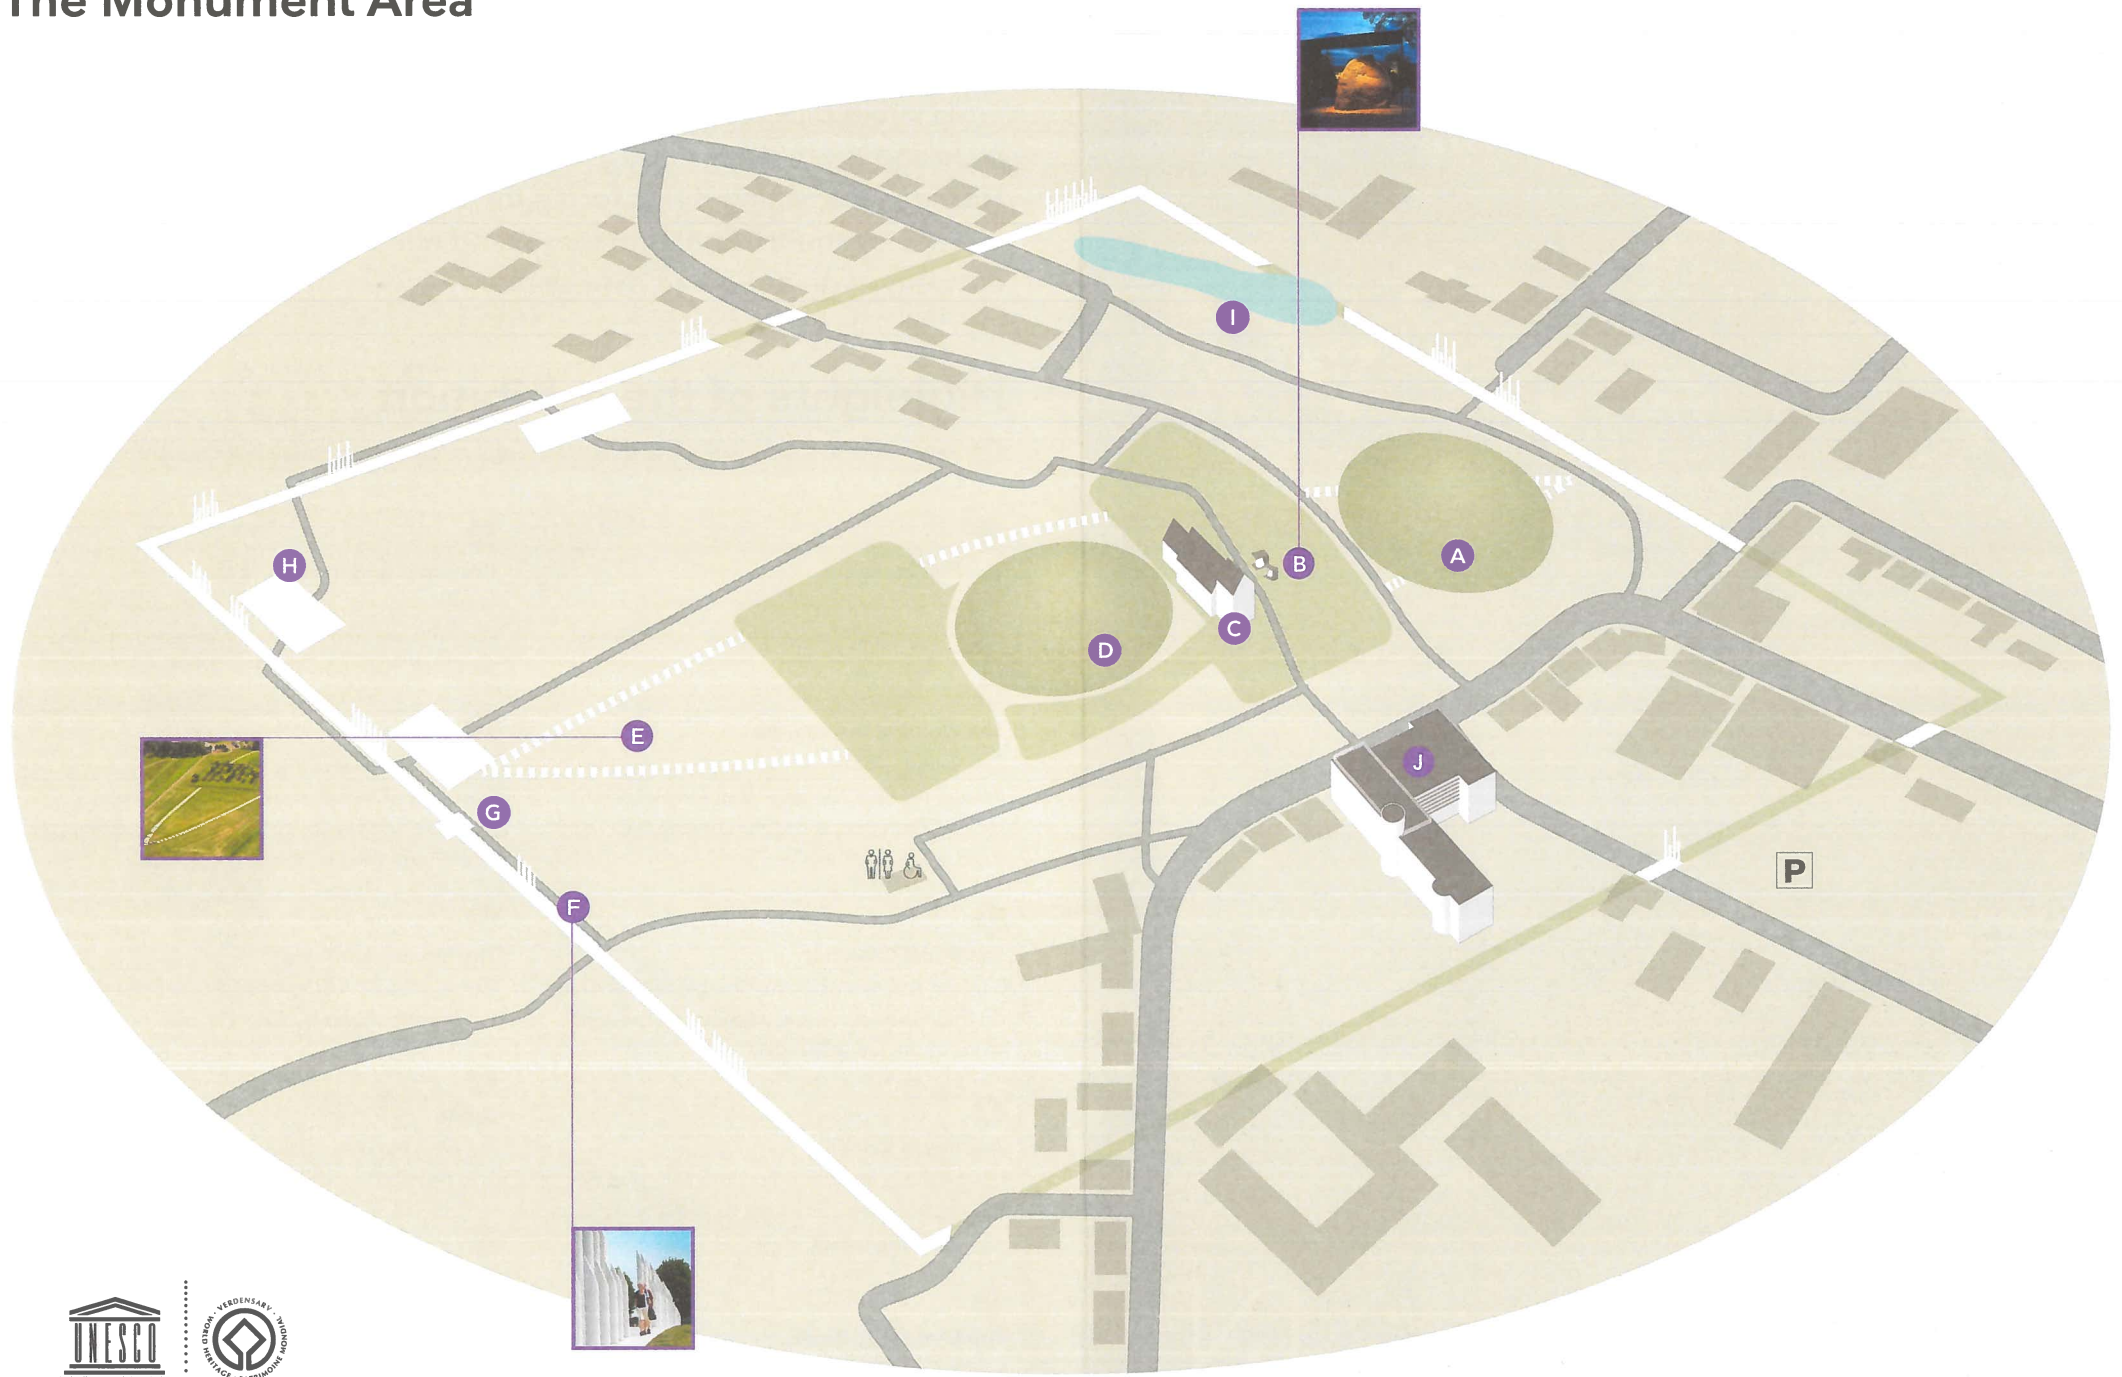 The Monument Area
I
A
B
C
D
H
E
J
G
F
P
UNESCO
VERDENSARV · WORLD HERITAGE · PATRIMOINE MONDIAL